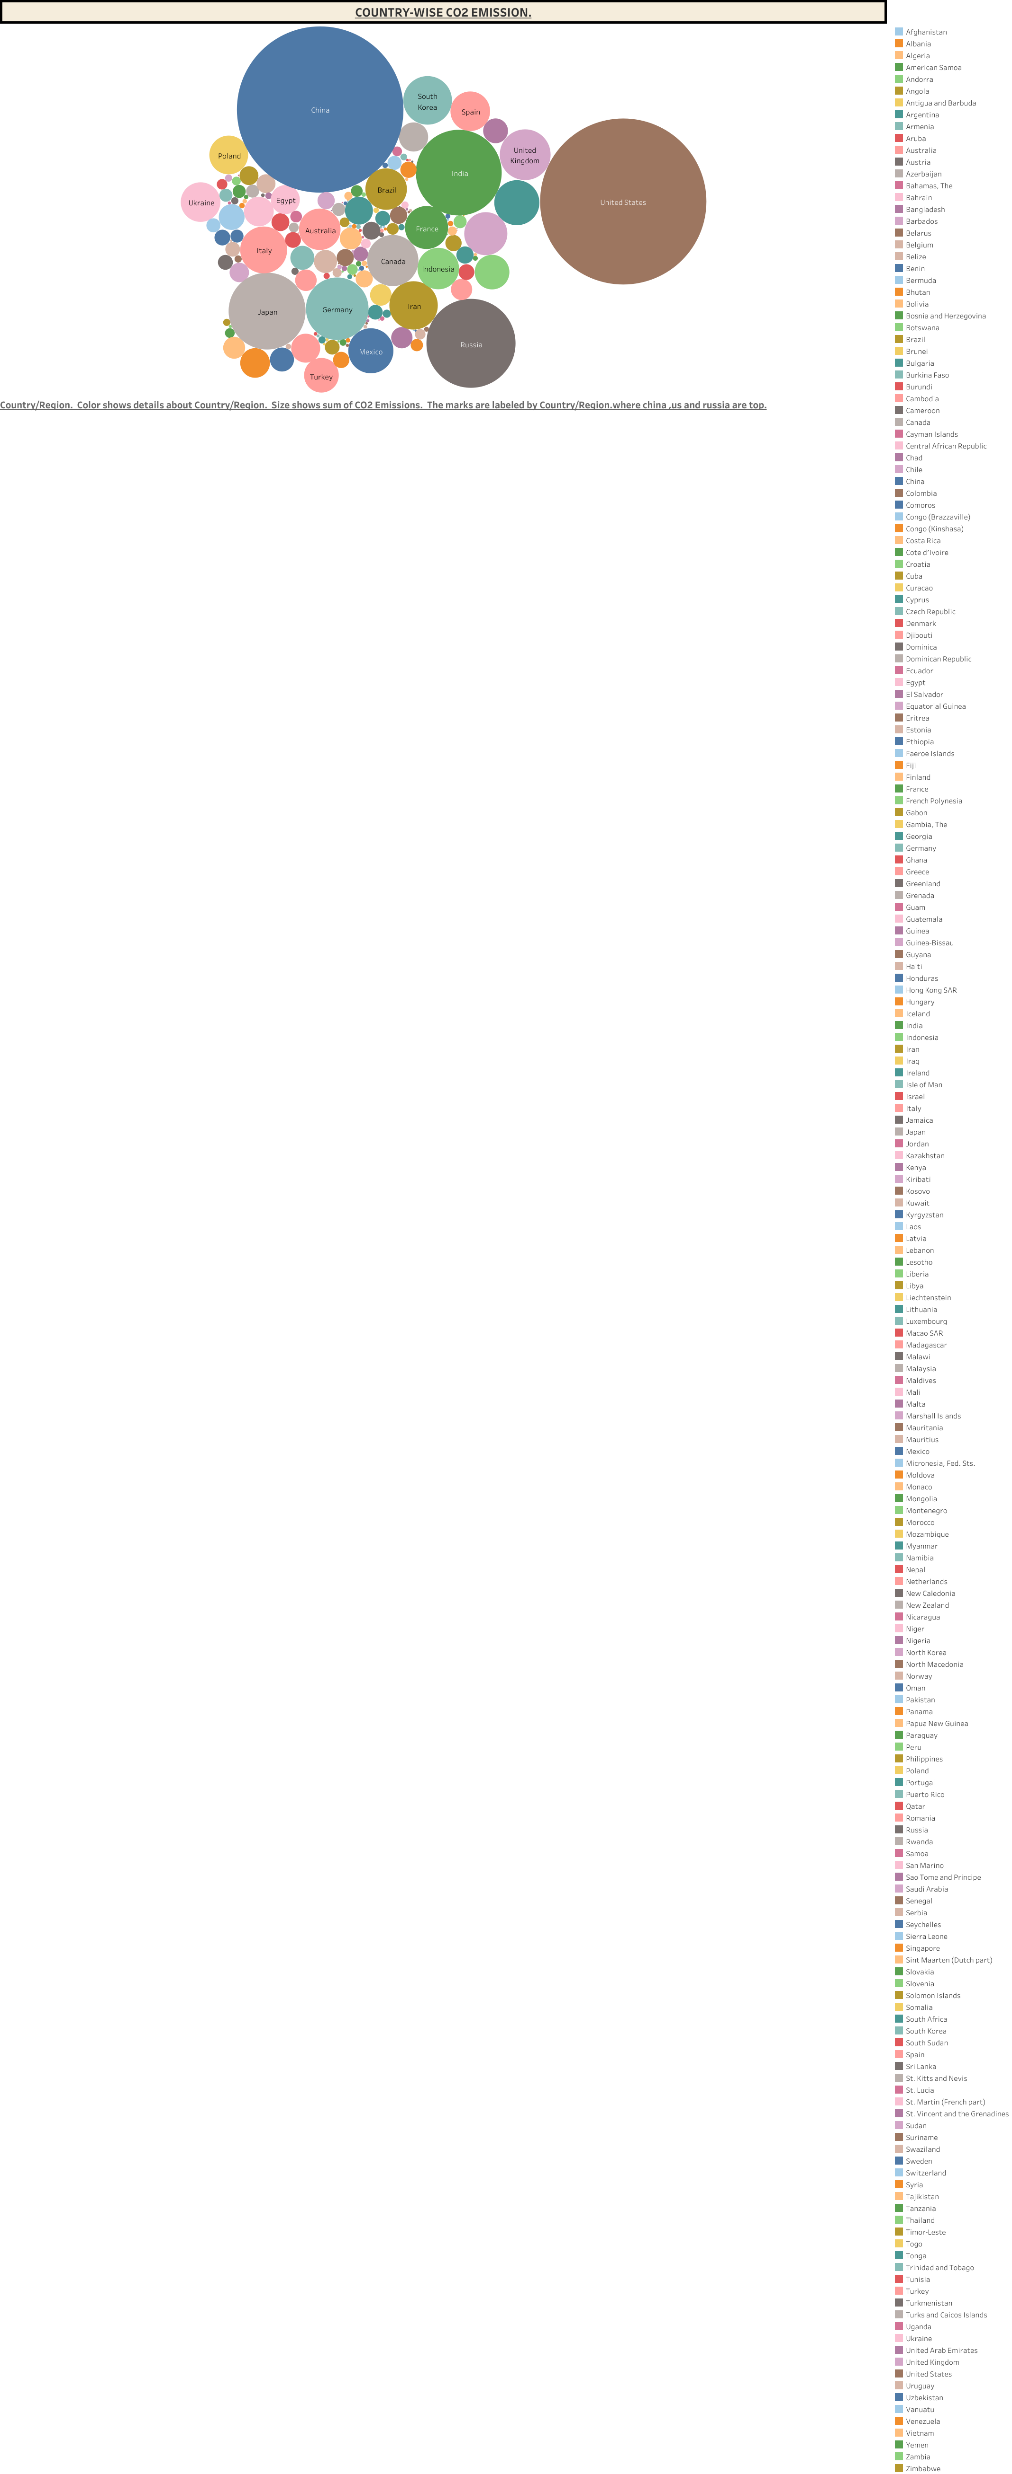 COUNTRY-WISE CO2 EMISSION.
China
South
Korea
Spain
Poland
United
Kingdom
India
Brazil
Ukraine
Egypt
United States
Australia
France
Italy
Canada
Indonesia
Japan
Germany
Iran
Russia
Mexico
Turkey
Country/Region.  Color shows details about Country/Region.  Size shows sum of CO2 Emissions.  The marks are labeled by Country/Region.where china ,us and russia are top.
Afghanistan
Albania
Algeria
American Samoa
Andorra
Angola
Antigua and Barbuda
Argentina
Armenia
Aruba
Australia
Austria
Azerbaijan
Bahamas, The
Bahrain
Bangladesh
Barbados
Belarus
Belgium
Belize
Benin
Bermuda
Bhutan
Bolivia
Bosnia and Herzegovina
Botswana
Brazil
Brunei
Bulgaria
Burkina Faso
Burundi
Cambodia
Cameroon
Canada
Cayman Islands
Central African Republic
Chad
Chile
China
Colombia
Comoros
Congo (Brazzaville)
Congo (Kinshasa)
Costa Rica
Cote d'Ivoire
Croatia
Cuba
Curacao
Cyprus
Czech Republic
Denmark
Djibouti
Dominica
Dominican Republic
Ecuador
Egypt
El Salvador
Equatorial Guinea
Eritrea
Estonia
Ethiopia
Faeroe Islands
Fiji
Finland
France
French Polynesia
Gabon
Gambia, The
Georgia
Germany
Ghana
Greece
Greenland
Grenada
Guam
Guatemala
Guinea
Guinea-Bissau
Guyana
Haiti
Honduras
Hong Kong SAR
Hungary
Iceland
India
Indonesia
Iran
Iraq
Ireland
Isle of Man
Israel
Italy
Jamaica
Japan
Jordan
Kazakhstan
Kenya
Kiribati
Kosovo
Kuwait
Kyrgyzstan
Laos
Latvia
Lebanon
Lesotho
Liberia
Libya
Liechtenstein
Lithuania
Luxembourg
Macao SAR
Madagascar
Malawi
Malaysia
Maldives
Mali
Malta
Marshall Islands
Mauritania
Mauritius
Mexico
Micronesia, Fed. Sts.
Moldova
Monaco
Mongolia
Montenegro
Morocco
Mozambique
Myanmar
Namibia
Nepal
Netherlands
New Caledonia
New Zealand
Nicaragua
Niger
Nigeria
North Korea
North Macedonia
Norway
Oman
Pakistan
Panama
Papua New Guinea
Paraguay
Peru
Philippines
Poland
Portugal
Puerto Rico
Qatar
Romania
Russia
Rwanda
Samoa
San Marino
Sao Tome and Principe
Saudi Arabia
Senegal
Serbia
Seychelles
Sierra Leone
Singapore
Sint Maarten (Dutch part)
Slovakia
Slovenia
Solomon Islands
Somalia
South Africa
South Korea
South Sudan
Spain
Sri Lanka
St. Kitts and Nevis
St. Lucia
St. Martin (French part)
St. Vincent and the Grenadines
Sudan
Suriname
Swaziland
Sweden
Switzerland
Syria
Tajikistan
Tanzania
Thailand
Timor-Leste
Togo
Tonga
Trinidad and Tobago
Tunisia
Turkey
Turkmenistan
Turks and Caicos Islands
Uganda
Ukraine
United Arab Emirates
United Kingdom
United States
Uruguay
Uzbekistan
Vanuatu
Venezuela
Vietnam
Yemen
Zambia
Zimbabwe